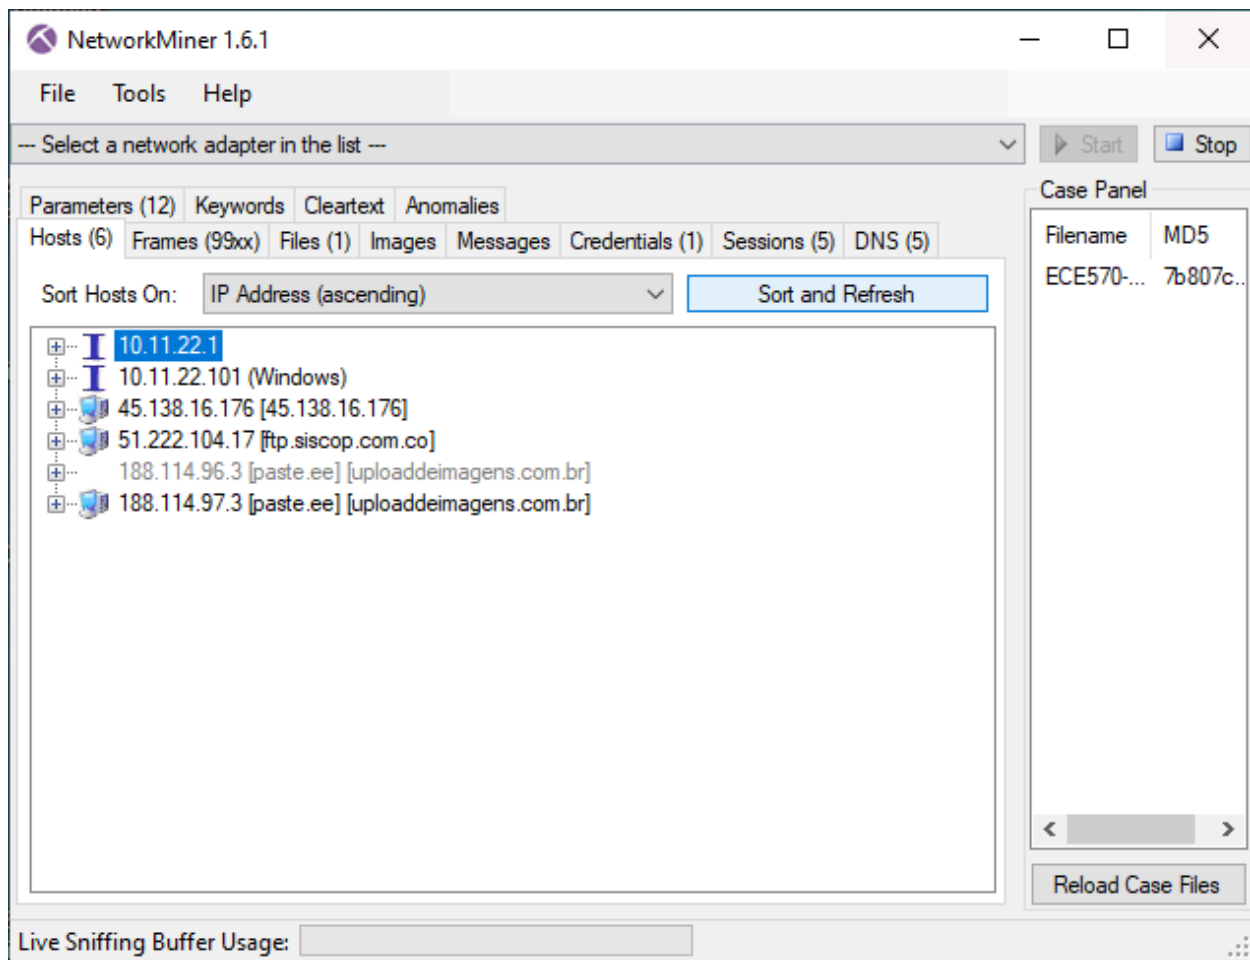 NetworkMiner 1.6.1
File Tools Help
--- Select a network adapter in the list ---
Start
Stop
Parameters (12) Keywords Cleartext Anomalies
Hosts (6) Frames (99xx) Files (1) Images Messages Credentials (1) Sessions (5) DNS (5)
Sort Hosts On: IP Address (ascending) Sort and Refresh
10.11.22.1
10.11.22.101 (Windows)
45.138.16.176 [45.138.16.176]
51.222.104.17 [ftp.siscop.com.co]
188.114.96.3 [paste.ee] [uploaddeimagens.com.br]
188.114.97.3 [paste.ee] [uploaddeimagens.com.br]
Case Panel
Filename MD5
ECE570-... 7b807c...
Reload Case Files
Live Sniffing Buffer Usage: